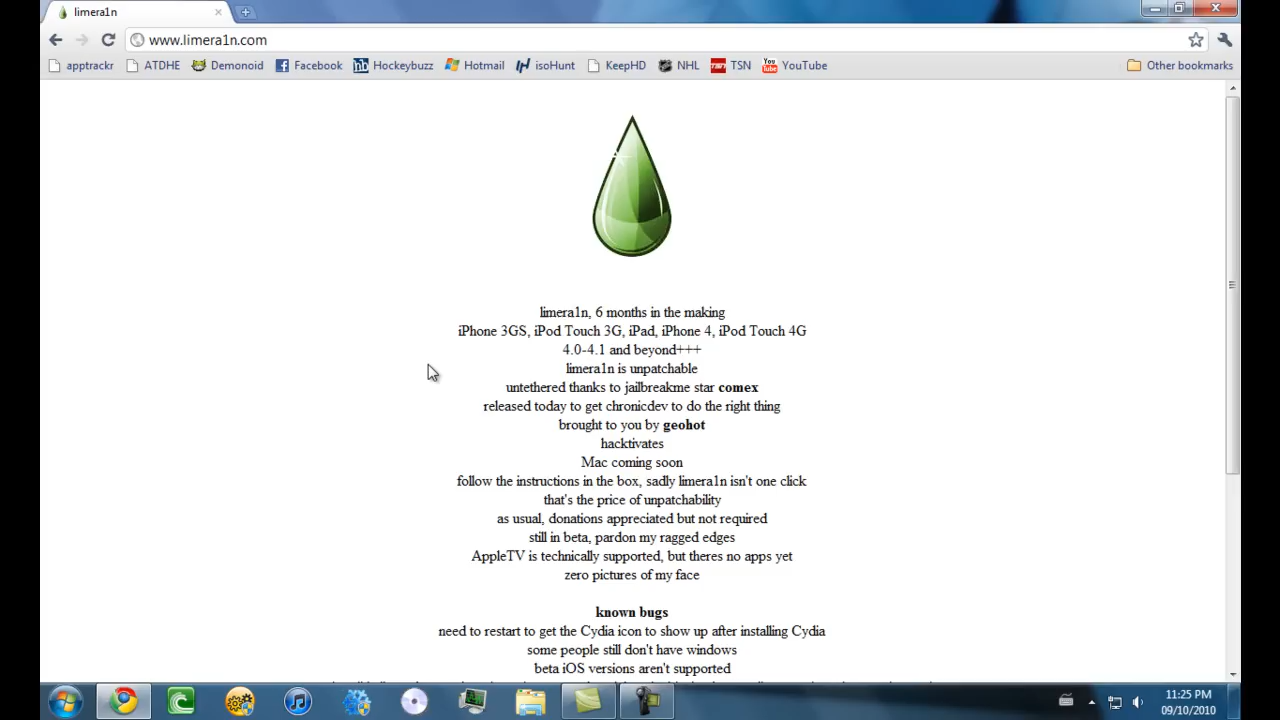 limera1n
www.limera1n.com
apptrackr ATDHE Demonoid Facebook hb Hockeybuzz Hotmail isoHunt KeepHD NHL TSN TSN You Tube YouTube Other bookmarks
limera1n, 6 months in the making
iPhone 3GS, iPod Touch 3G, iPad, iPhone 4, iPod Touch 4G
4.0-4.1 and beyond+++
limera1n is unpatchable
untethered thanks to jailbreakme star comex
released today to get chronicdev to do the right thing
brought to you by geohot
hacktivates
Mac coming soon
follow the instructions in the box, sadly limera1n isn't one click
that's the price of unpatchability
as usual, donations appreciated but not required
still in beta, pardon my ragged edges
AppleTV is technically supported, but theres no apps yet
zero pictures of my face
known bugs
need to restart to get the Cydia icon to show up after installing Cydia
some people still don't have windows
beta iOS versions aren't supported
11:25 PM
09/10/2010